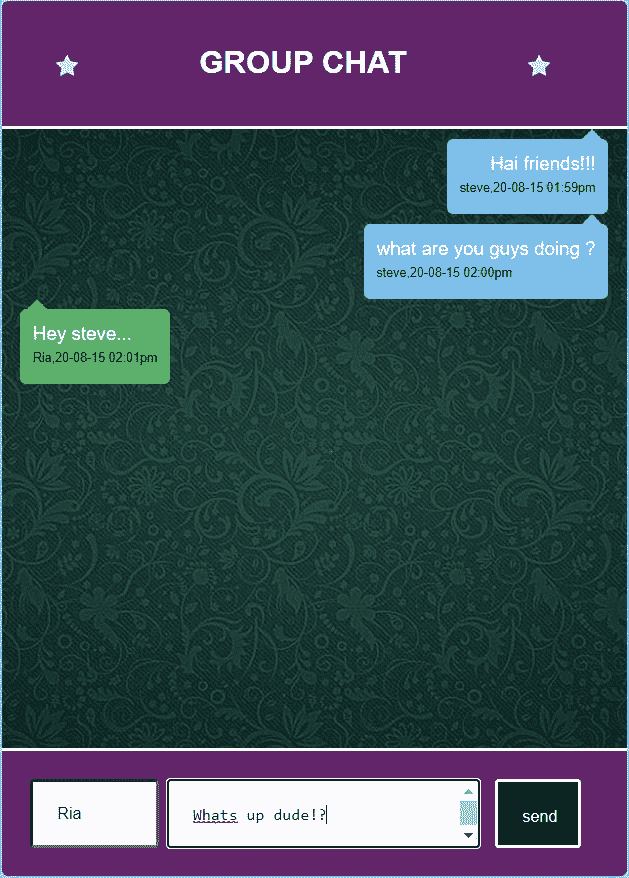 GROUP CHAT
Hai friends!!!
steve,20-08-15 01:59pm
what are you guys doing ?
steve,20-08-15 02:00pm
Hey steve...
Ria,20-08-15 02:01pm
Ria
Whats up dude!?
send